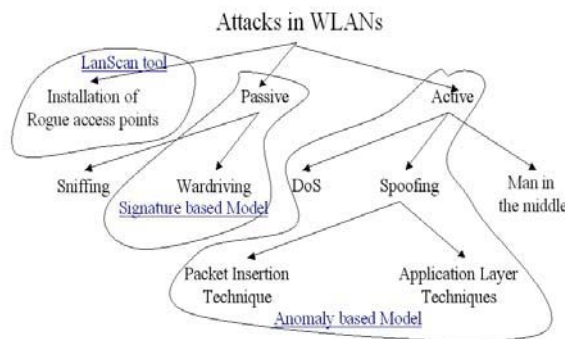 Attacks in WLANs
LanScan tool
Installation of
Rogue access points
Passive
Active
Sniffing
Wardriving
DoS
Spoofing
Man in
the middle
Signature based Model
Packet Insertion
Technique
Application Layer
Techniques
Anomaly based Model